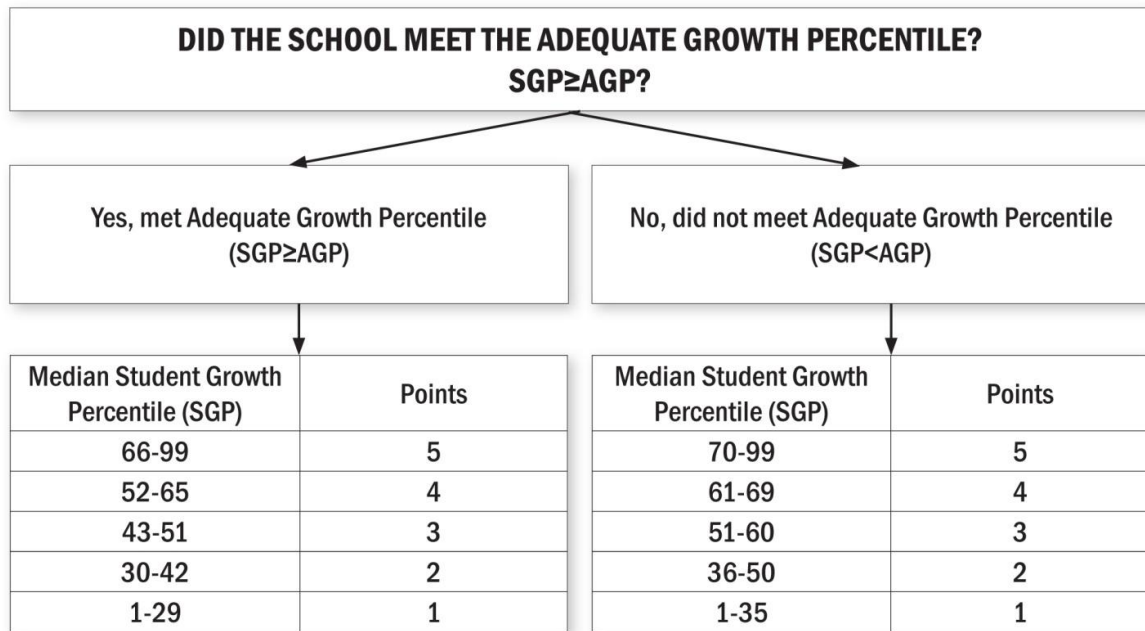 DID THE SCHOOL MEET THE ADEQUATE GROWTH PERCENTILE?
SGP≥AGP?
Yes, met Adequate Growth Percentile
(SGP≥AGP)
No, did not meet Adequate Growth Percentile
(SGP<AGP)
Median Student Growth
Percentile (SGP)
Points
66-99
5
52-65
4
43-51
3
30-42
2
1-29
1
Median Student Growth
Percentile (SGP)
Points
70-99
5
61-69
4
51-60
3
36-50
2
1-35
1